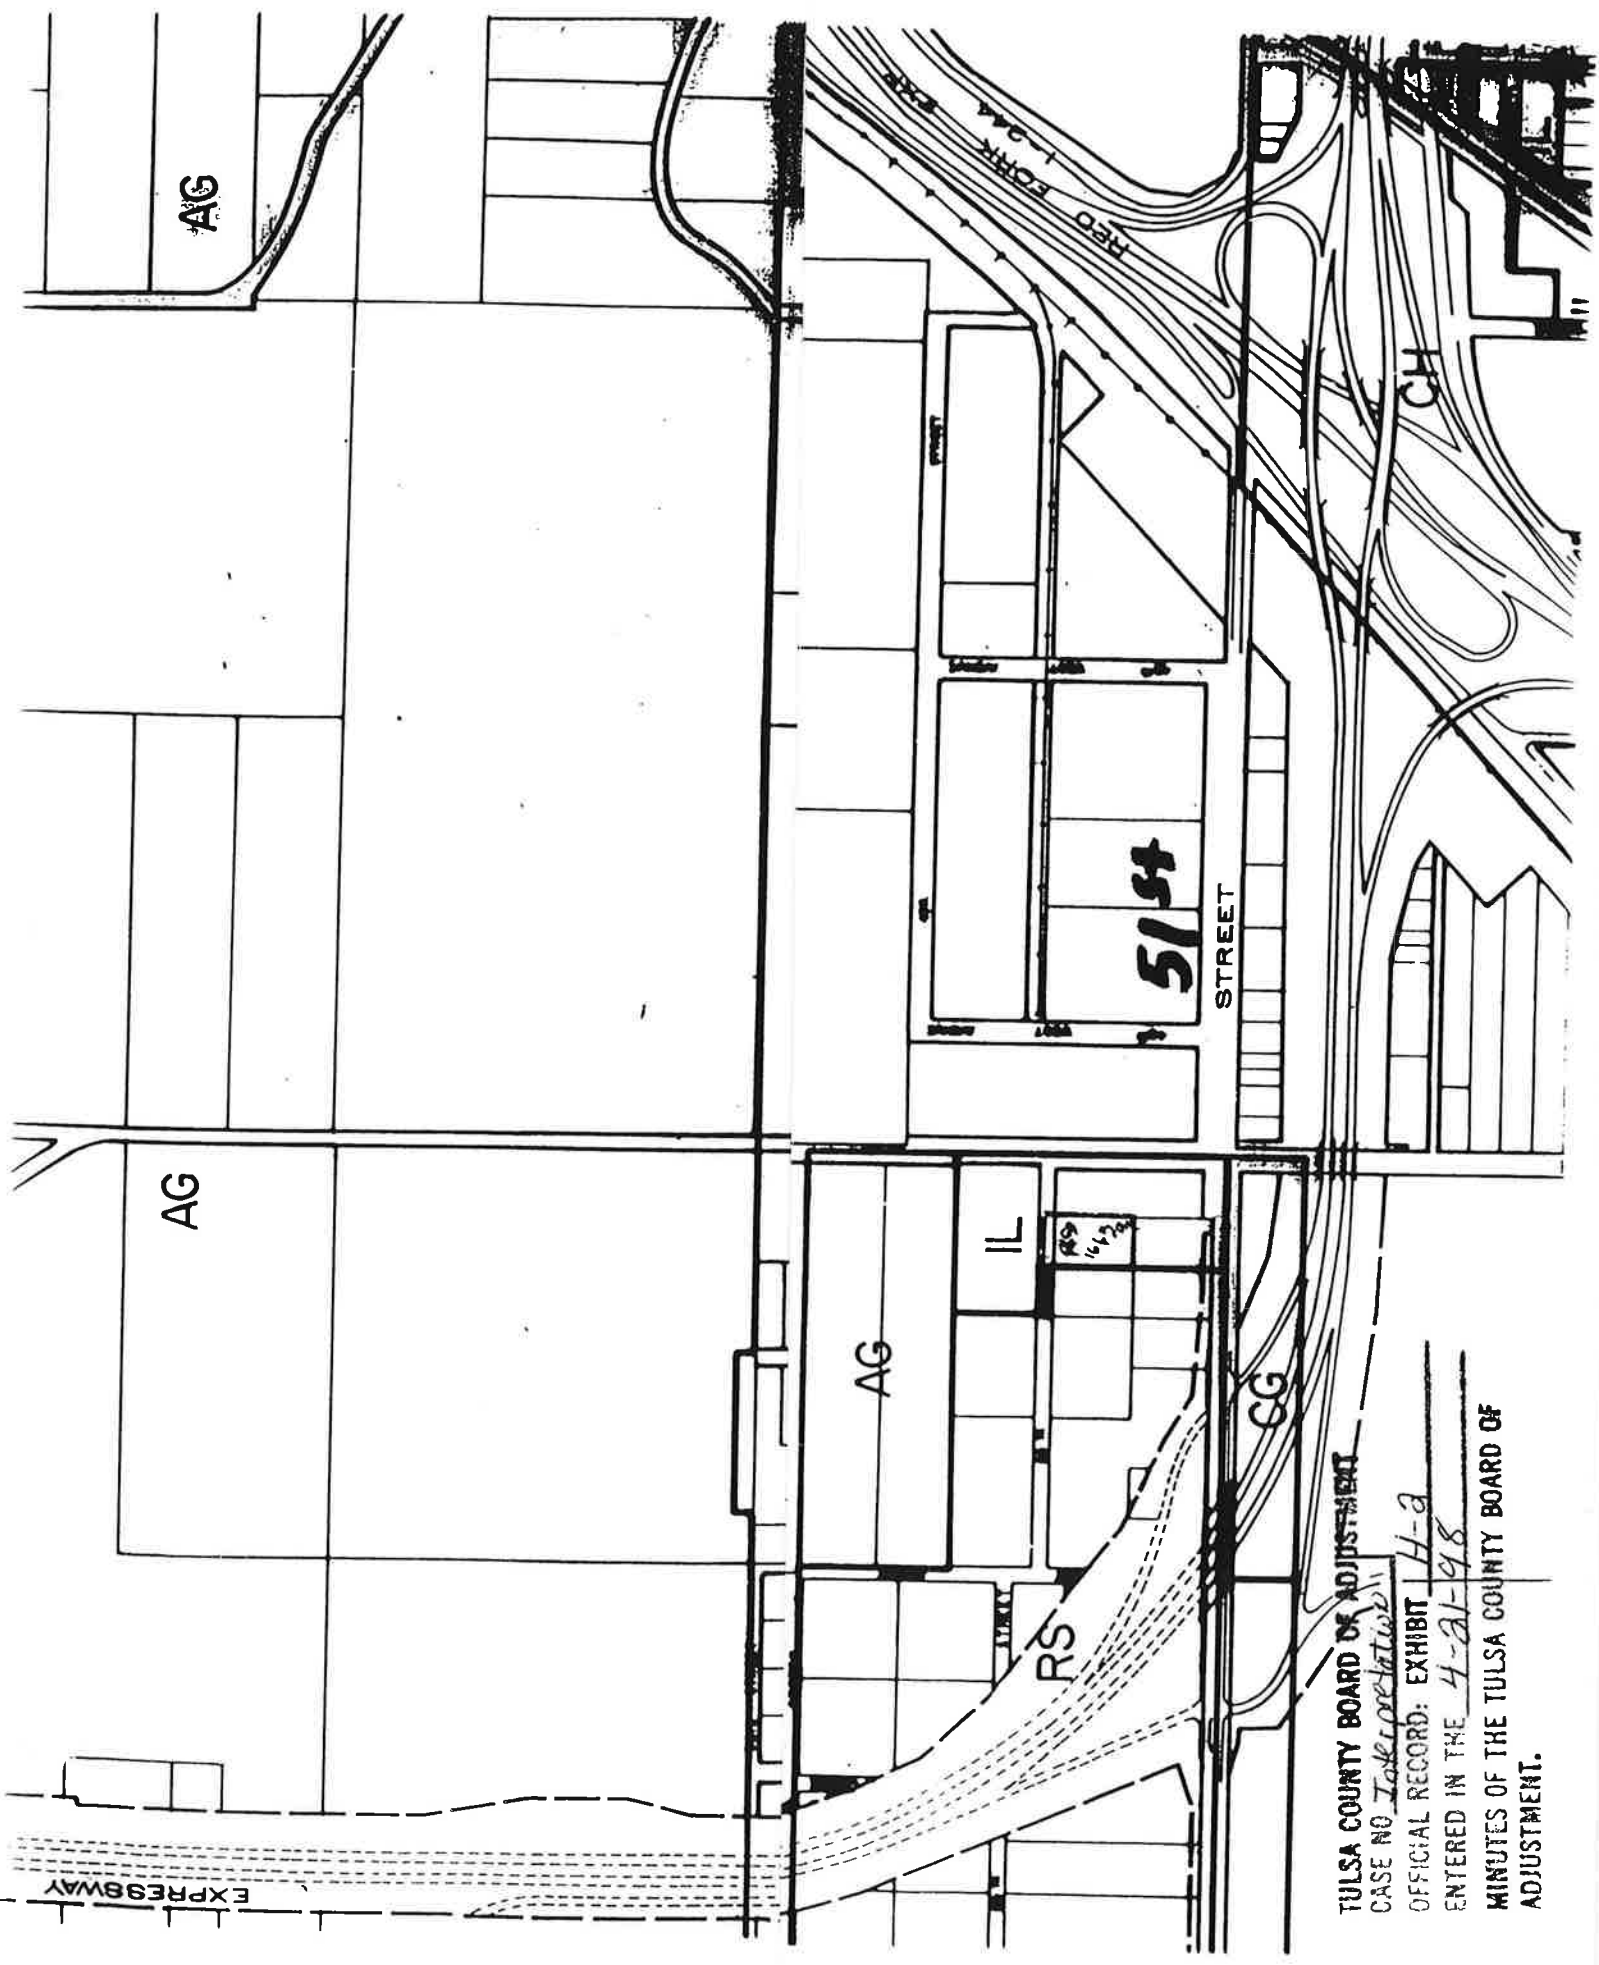 AG
AG
EXPRESSWAY
RED FORK EXP
I-244
STREET
CH
51st
STREET
IL
AG
CG
RS
TULSA COUNTY BOARD OF ADJUSTMENT
CASE NO Interpretation
OFFICIAL RECORD: EXHIBIT H-2
ENTERED IN THE 4-21-98
MINUTES OF THE TULSA COUNTY BOARD OF
ADJUSTMENT.